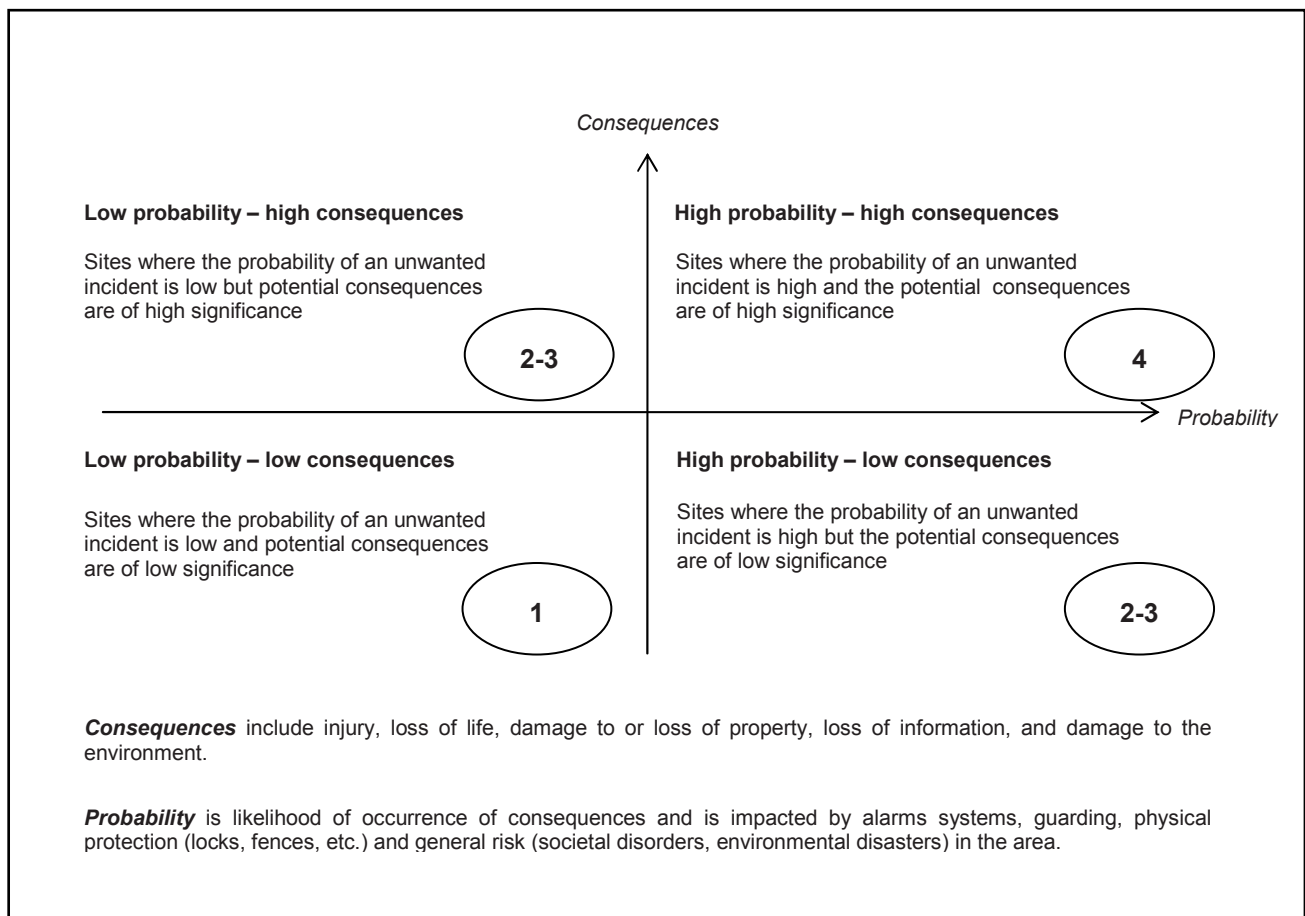 Consequences
Low probability – high consequences
Sites where the probability of an unwanted
incident is low but potential consequences
are of high significance
2-3
High probability – high consequences
Sites where the probability of an unwanted
incident is high and the potential consequences
are of high significance
4
Probability
Low probability – low consequences
Sites where the probability of an unwanted
incident is low and potential consequences
are of low significance
1
High probability – low consequences
Sites where the probability of an unwanted
incident is high but the potential consequences
are of low significance
2-3
Consequences include injury, loss of life, damage to or loss of property, loss of information, and damage to the
environment.
Probability is likelihood of occurrence of consequences and is impacted by alarms systems, guarding, physical
protection (locks, fences, etc.) and general risk (societal disorders, environmental disasters) in the area.